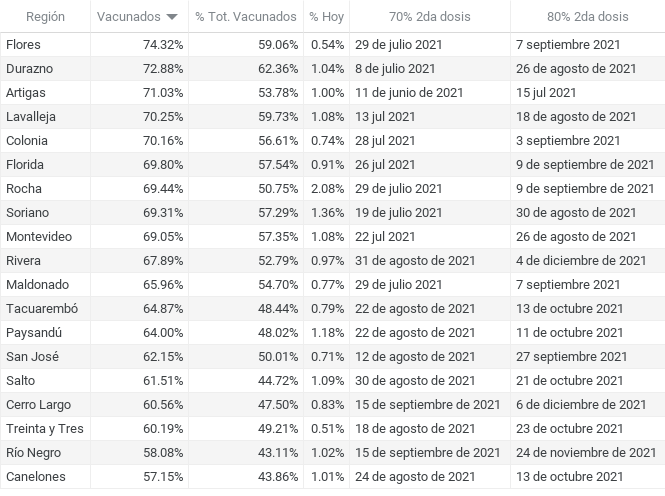 Región Vacunados % Tot. Vacunados % Hoy 70% 2da dosis 80% 2da dosis
Flores 74.32% 59.06% 0.54% 29 de julio 2021 7 septiembre 2021
Durazno 72.88% 62.36% 1.04% 8 de julio 2021 26 de agosto de 2021
Artigas 71.03% 53.78% 1.00% 11 de junio de 2021 15 jul 2021
Lavalleja 70.25% 59.73% 1.08% 13 jul 2021 18 de agosto de 2021
Colonia 70.16% 56.61% 0.74% 28 jul 2021 3 septiembre 2021
Florida 69.80% 57.54% 0.91% 26 jul 2021 9 de septiembre de 2021
Rocha 69.44% 50.75% 2.08% 29 de julio 2021 9 de septiembre de 2021
Soriano 69.31% 57.29% 1.36% 19 de julio 2021 30 de agosto de 2021
Montevideo 69.05% 57.35% 1.08% 22 jul 2021 26 de agosto de 2021
Rivera 67.89% 52.79% 0.97% 31 de agosto de 2021 4 de diciembre de 2021
Maldonado 65.96% 54.70% 0.77% 29 de julio 2021 7 septiembre 2021
Tacuarembó 64.87% 48.44% 0.79% 22 de agosto de 2021 13 de octubre 2021
Paysandú 64.00% 48.02% 1.18% 22 de agosto de 2021 11 de octubre 2021
San José 62.15% 50.01% 0.71% 12 de agosto de 2021 27 septiembre 2021
Salto 61.51% 44.72% 1.09% 30 de agosto de 2021 21 de octubre 2021
Cerro Largo 60.56% 47.50% 0.83% 15 de septiembre de 2021 6 de diciembre de 2021
Treinta y Tres 60.19% 49.21% 0.51% 18 de agosto de 2021 23 de octubre 2021
Río Negro 58.08% 43.11% 1.02% 15 de septiembre de 2021 24 de noviembre de 2021
Canelones 57.15% 43.86% 1.01% 24 de agosto de 2021 13 de octubre 2021